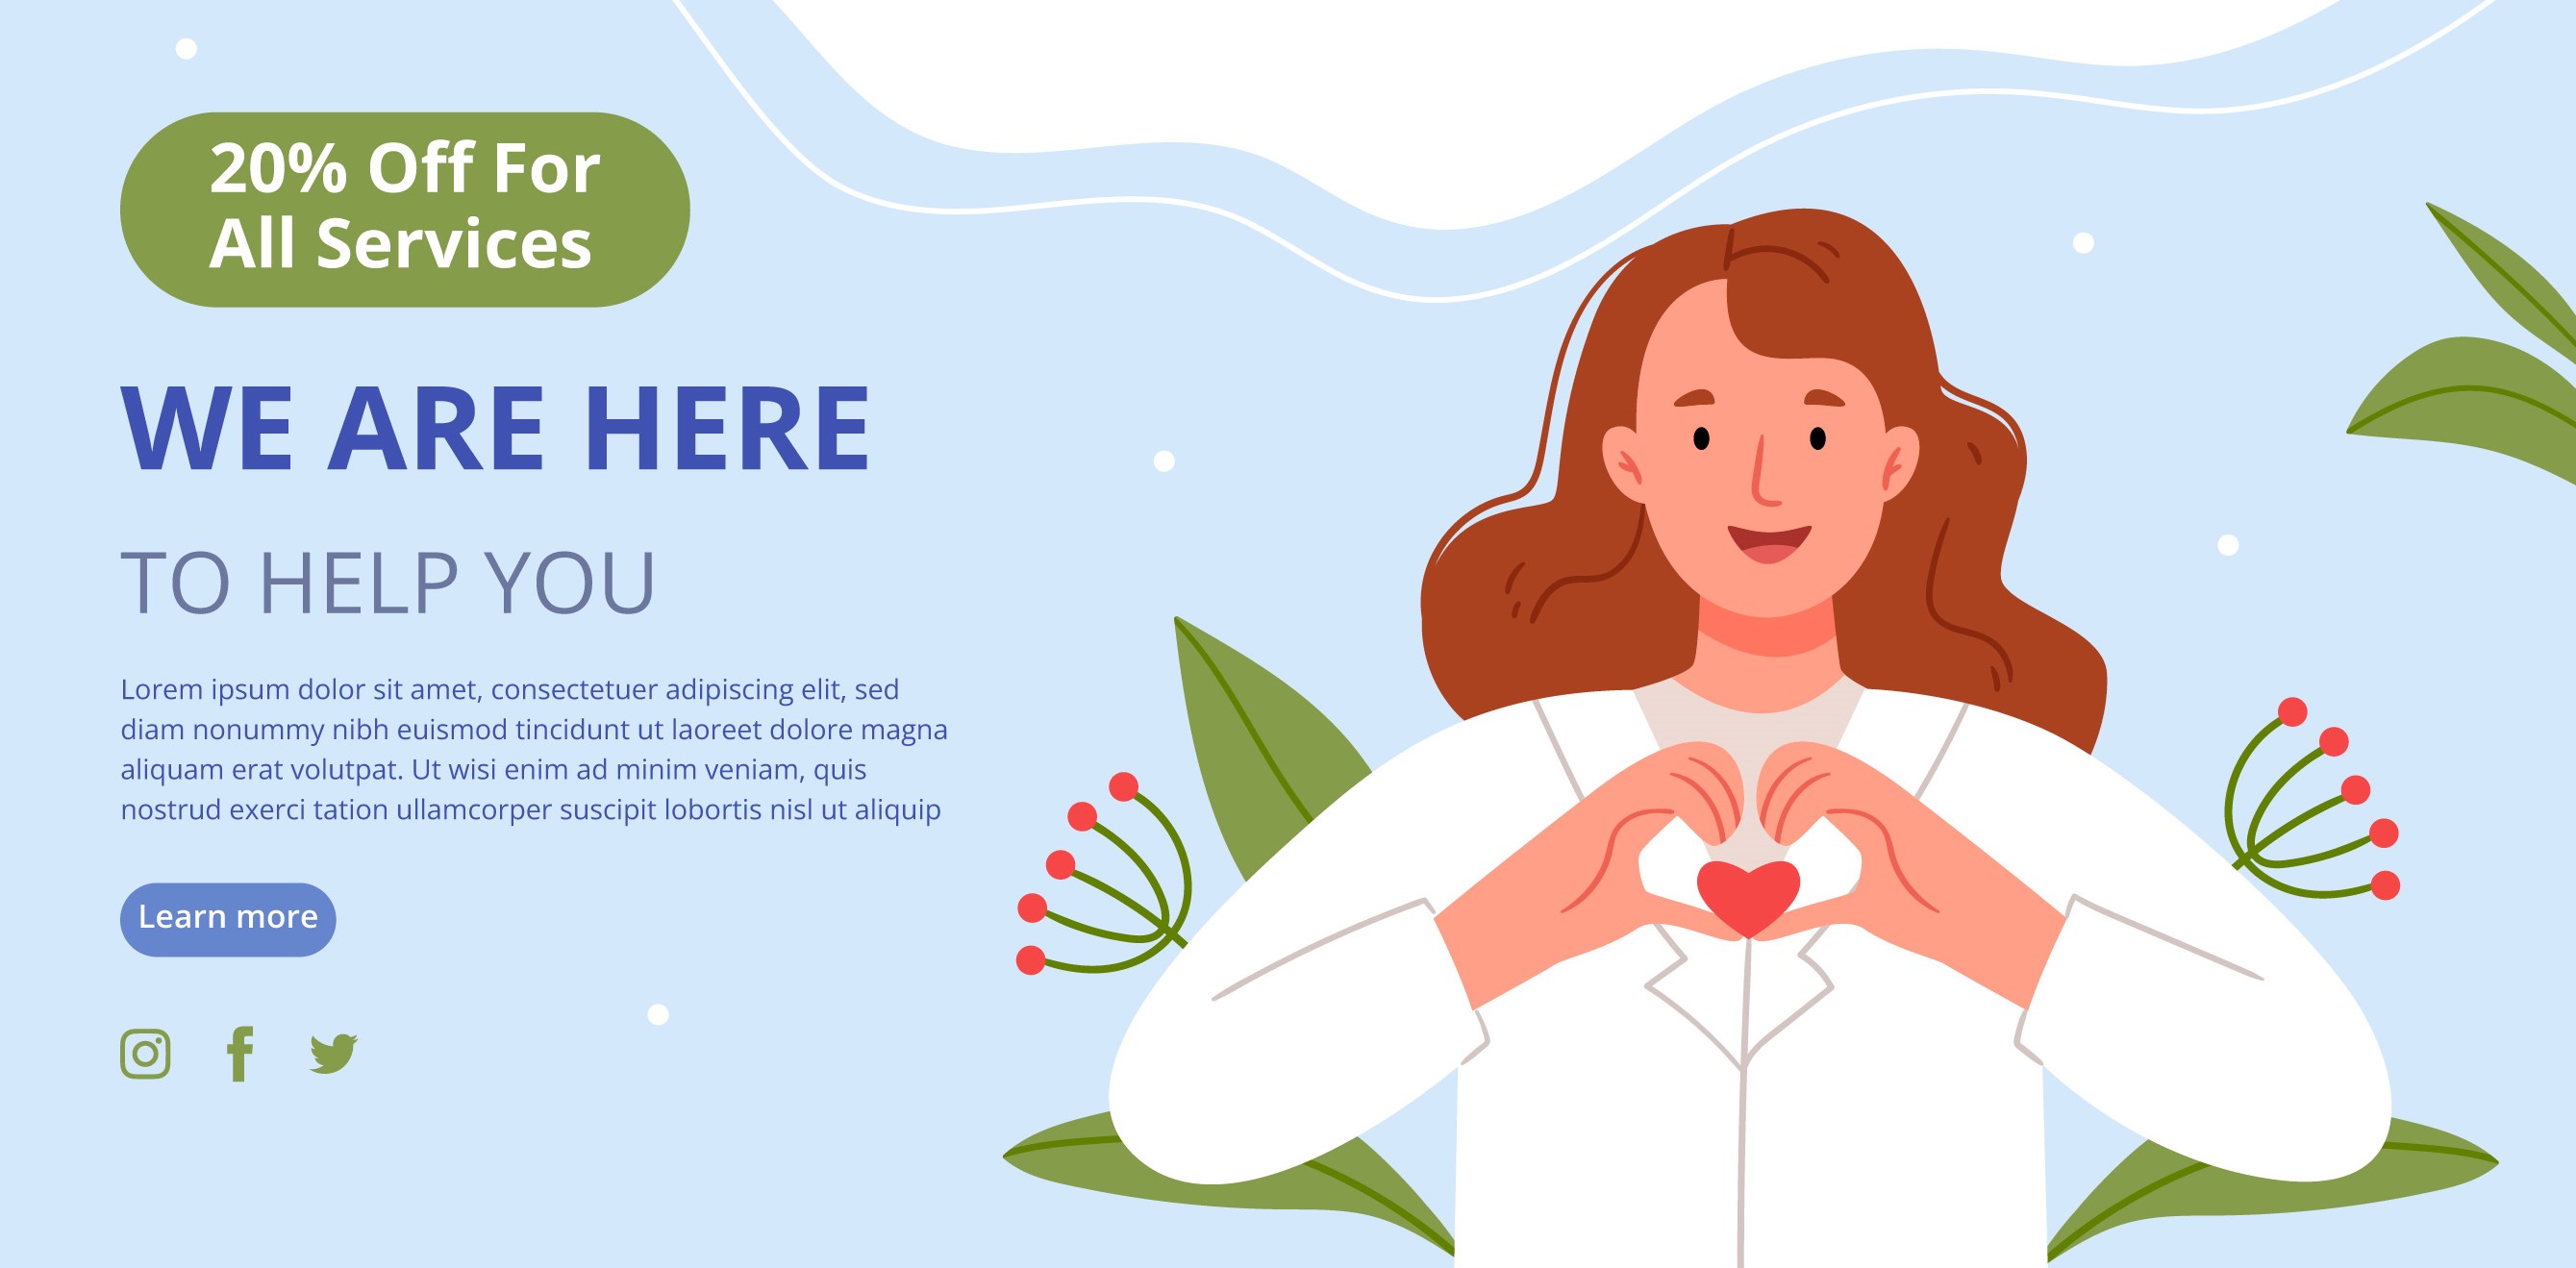 20% Off For
All Services
WE ARE HERE
TO HELP YOU
Lorem ipsum dolor sit amet, consectetuer adipiscing elit, sed
diam nonummy nibh euismod tincidunt ut laoreet dolore magna
aliquam erat volutpat. Ut wisi enim ad minim veniam, quis
nostrud exerci tation ullamcorper suscipit lobortis nisl ut aliquip
Learn more